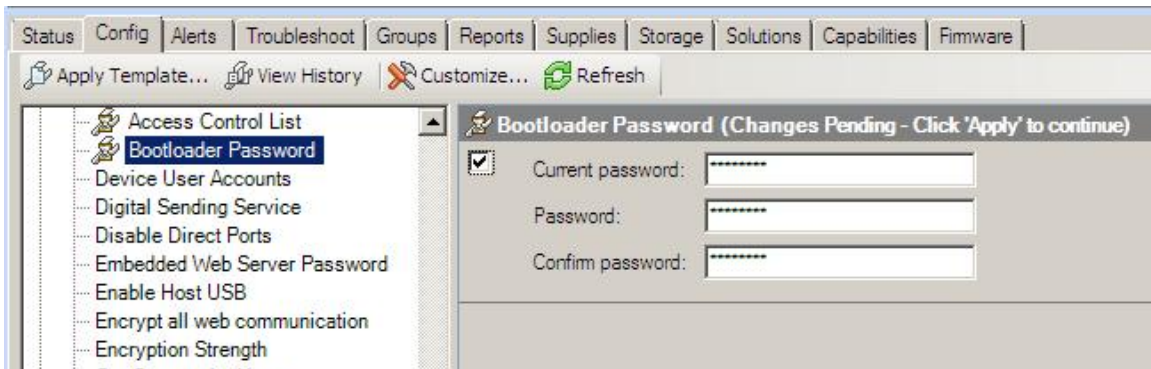 Status Config Alerts Troubleshoot Groups Reports Supplies Storage Solutions Capabilities Firmware
Apply Template... View History Customize... Refresh
Access Control List
Bootloader Password
Device User Accounts
Digital Sending Service
Disable Direct Ports
Embedded Web Server Password
Enable Host USB
Encrypt all web communication
Encryption Strength
Bootloader Password (Changes Pending - Click 'Apply' to continue)
Current password: ********
Password: ********
Confirm password: ********